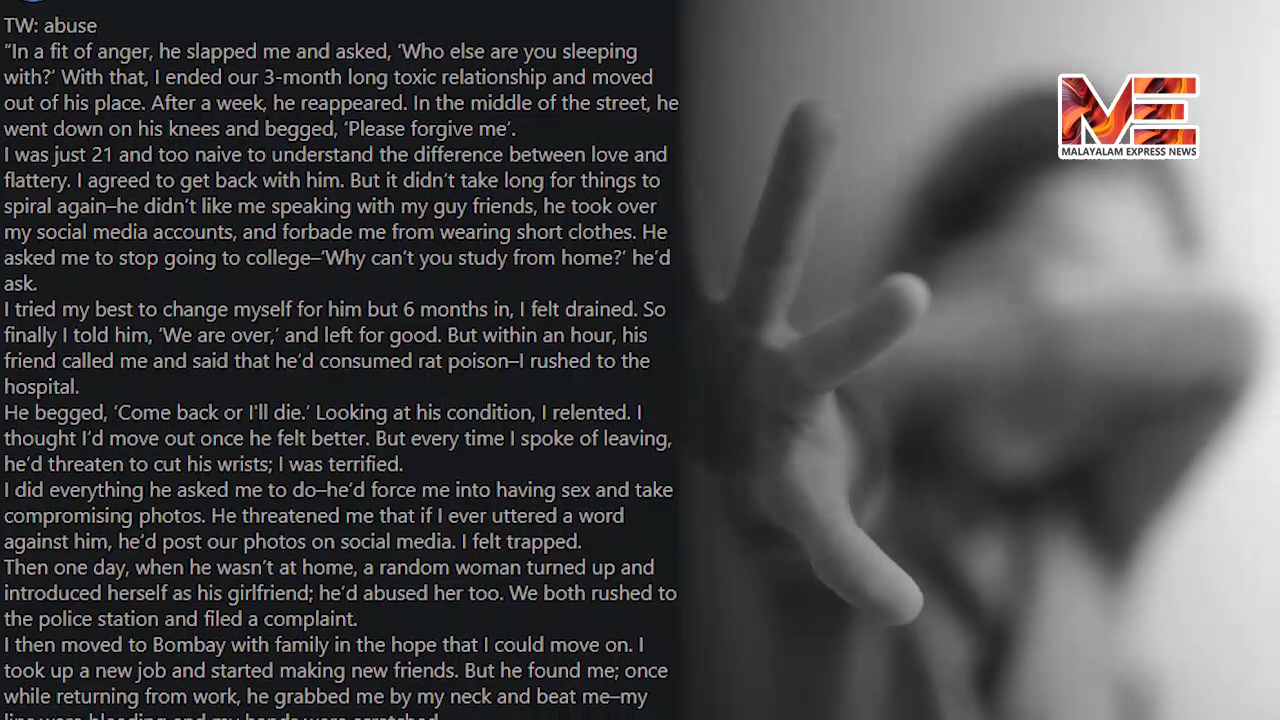 TW: abuse
“In a fit of anger, he slapped me and asked, ‘Who else are you sleeping
with?’ With that, I ended our 3-month long toxic relationship and moved
out of his place. After a week, he reappeared. In the middle of the street, he
went down on his knees and begged, ‘Please forgive me’.
I was just 21 and too naive to understand the difference between love and
flattery. I agreed to get back with him. But it didn’t take long for things to
spiral again–he didn’t like me speaking with my guy friends, he took over
my social media accounts, and forbade me from wearing short clothes. He
asked me to stop going to college–‘Why can’t you study from home?’ he’d
ask.
I tried my best to change myself for him but 6 months in, I felt drained. So
finally I told him, ‘We are over,’ and left for good. But within an hour, his
friend called me and said that he’d consumed rat poison–I rushed to the
hospital.
He begged, ‘Come back or I'll die.’ Looking at his condition, I relented. I
thought I’d move out once he felt better. But every time I spoke of leaving,
he’d threaten to cut his wrists; I was terrified.
I did everything he asked me to do–he’d force me into having sex and take
compromising photos. He threatened me that if I ever uttered a word
against him, he’d post our photos on social media. I felt trapped.
Then one day, when he wasn’t at home, a random woman turned up and
introduced herself as his girlfriend; he’d abused her too. We both rushed to
the police station and filed a complaint.
I then moved to Bombay with family in the hope that I could move on. I
took up a new job and started making new friends. But he found me; once
while returning from work, he grabbed me by my neck and beat me–my
ME
MALAYALAM EXPRESS NEWS